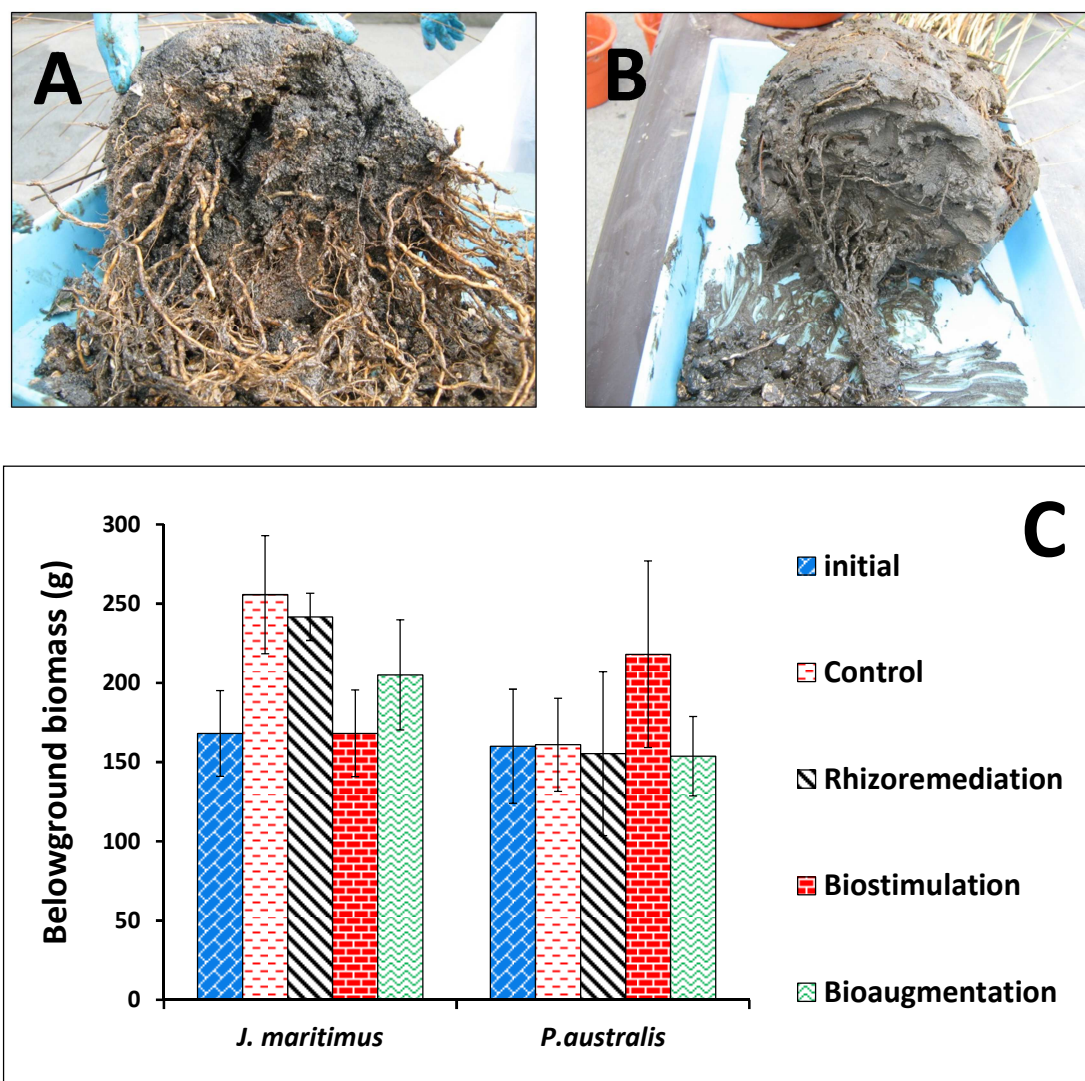 A
B
C
300
250
200
150
100
50
0
Belowground biomass (g)
J. maritimus
P.australis
initial
Control
Rhizoremediation
Biostimulation
Bioaugmentation